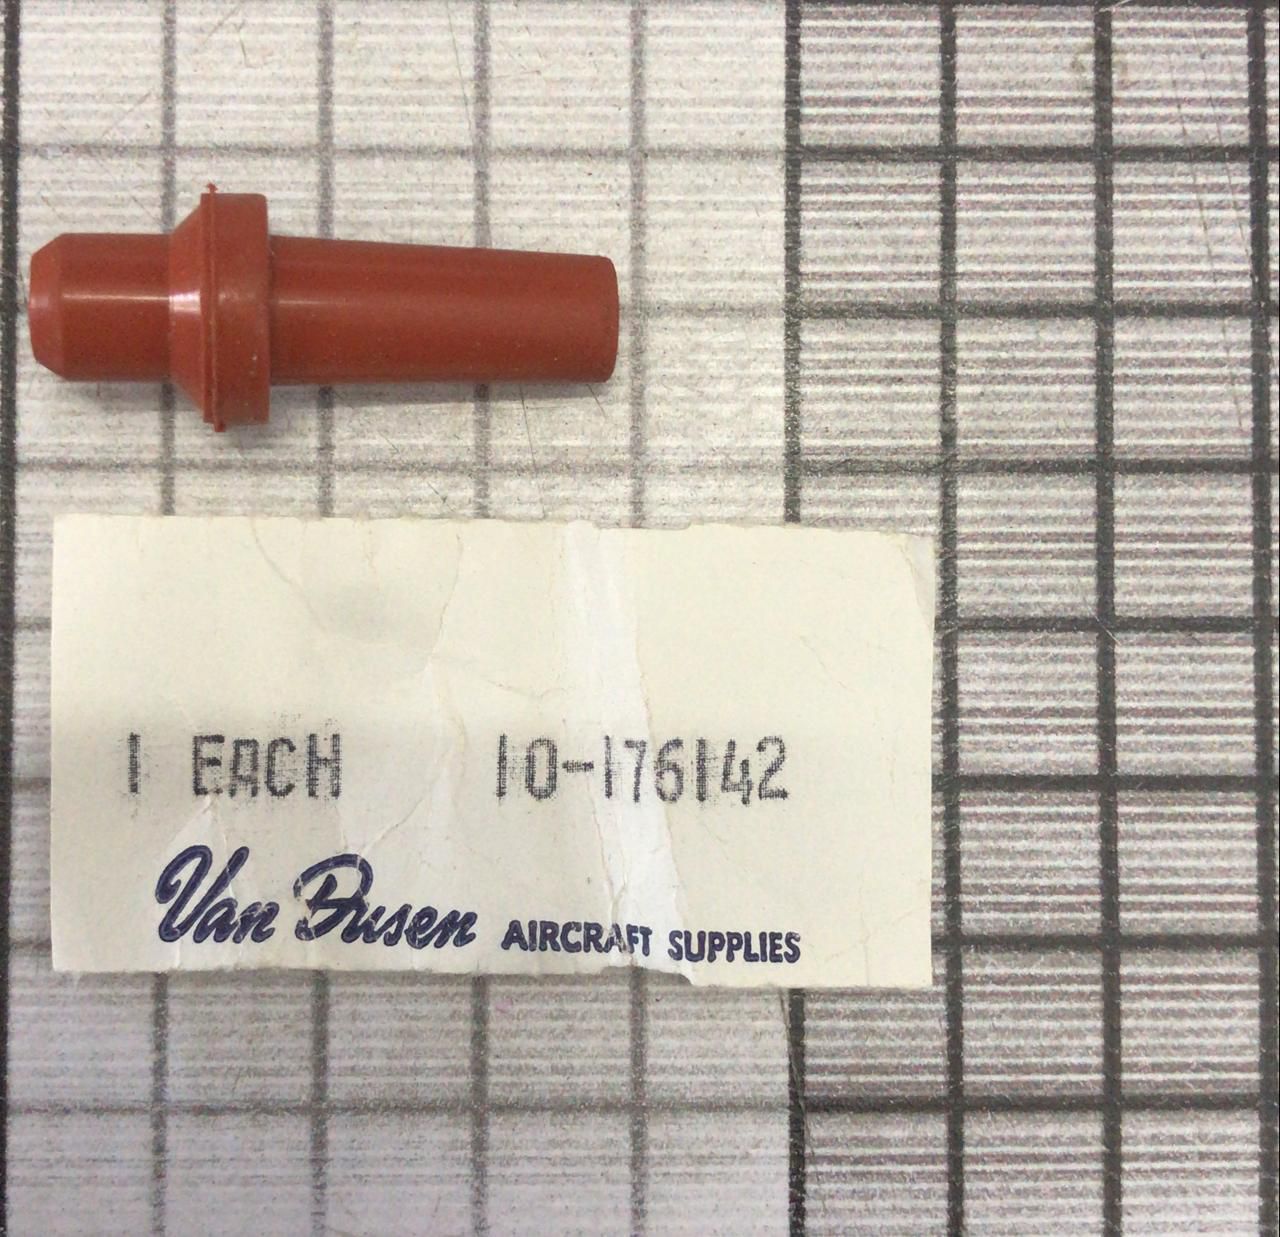 1 EACH 10-176142
Van Dusen AIRCRAFT SUPPLIES